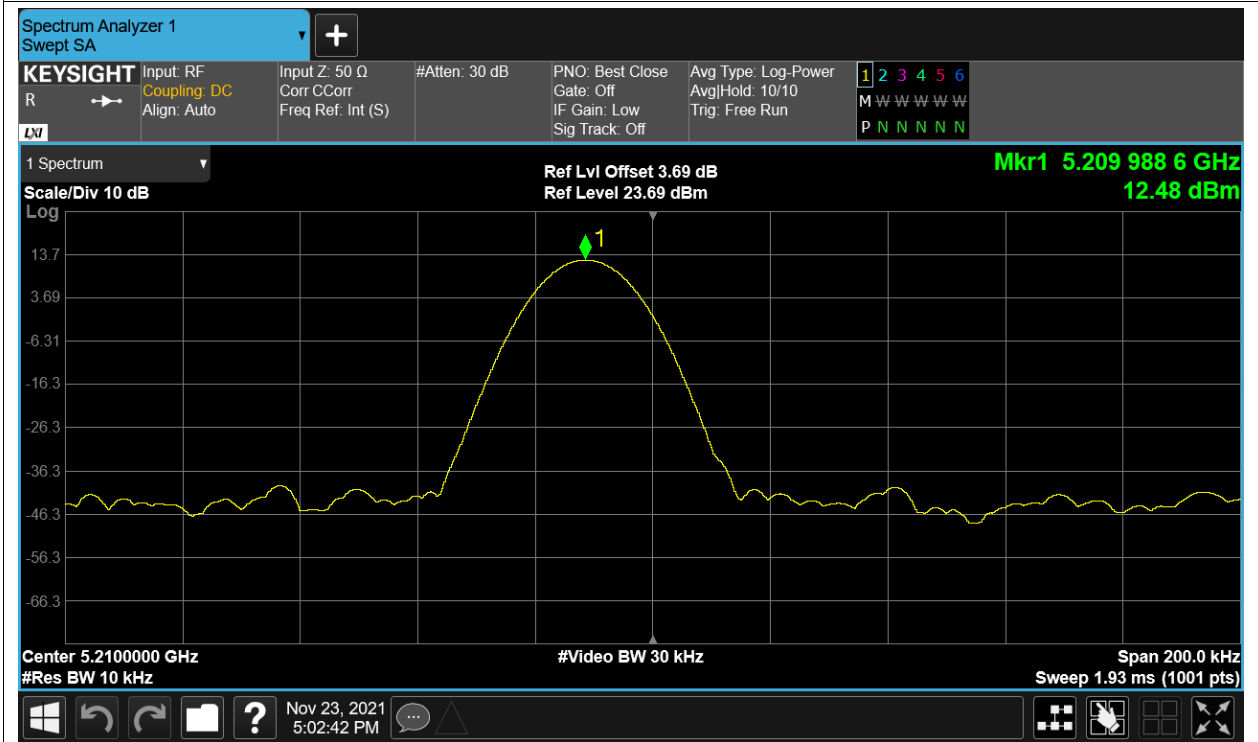 Spectrum Analyzer 1
Swept SA
KEYSIGHT
R
LXI
Input: RF
Coupling: DC
Align: Auto
Input Z: 50 Ω
Corr CCorr
Freq Ref: Int (S)
#Atten: 30 dB
PNO: Best Close
Gate: Off
IF Gain: Low
Sig Track: Off
Avg Type: Log-Power
Avg|Hold: 10/10
Trig: Free Run
1 2 3 4 5 6
M W W W W W
P N N N N N
1 Spectrum
Scale/Div 10 dB
Log
Ref Lvl Offset 3.69 dB
Ref Level 23.69 dBm
Mkr1 5.209 988 6 GHz
12.48 dBm
1
13.7
3.69
-6.31
-16.3
-26.3
-36.3
-46.3
-56.3
-66.3
Center 5.2100000 GHz
#Res BW 10 kHz
#Video BW 30 kHz
Span 200.0 kHz
Sweep 1.93 ms (1001 pts)
?
Nov 23, 2021
5:02:42 PM